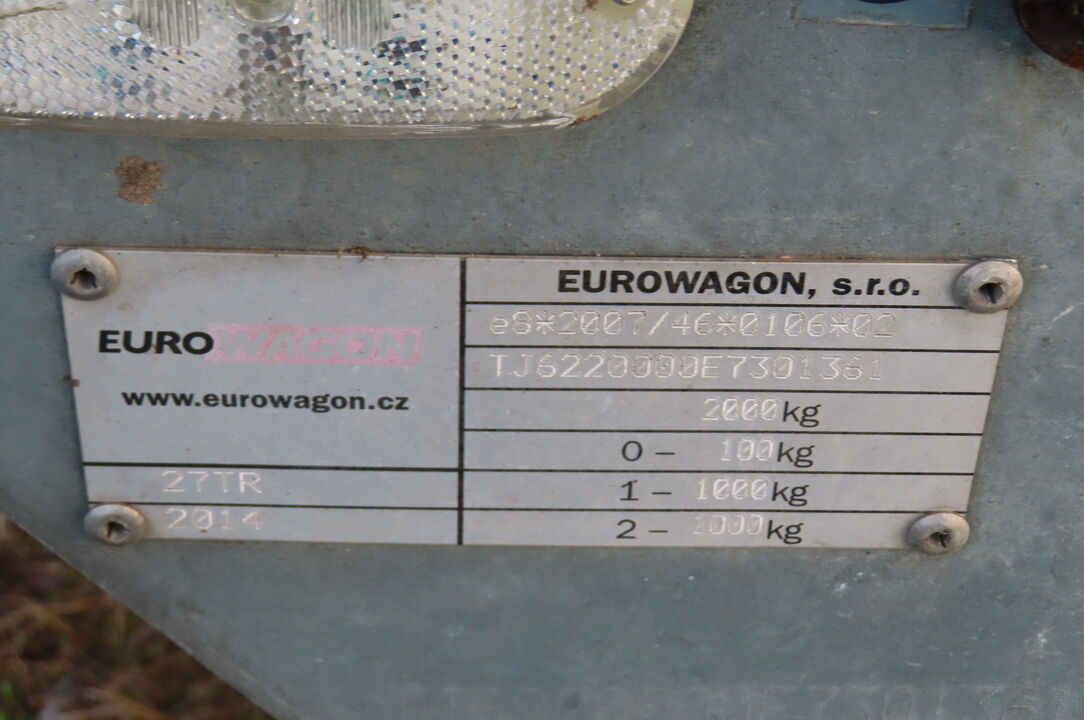 EUROWAGON
www.eurowagon.cz
27TR
2014
EUROWAGON, s.r.o.
e8*2007/46*0106*02
TJ6220000E7301361
2000kg
0 – 100kg
1 – 1000kg
2 – 1000kg